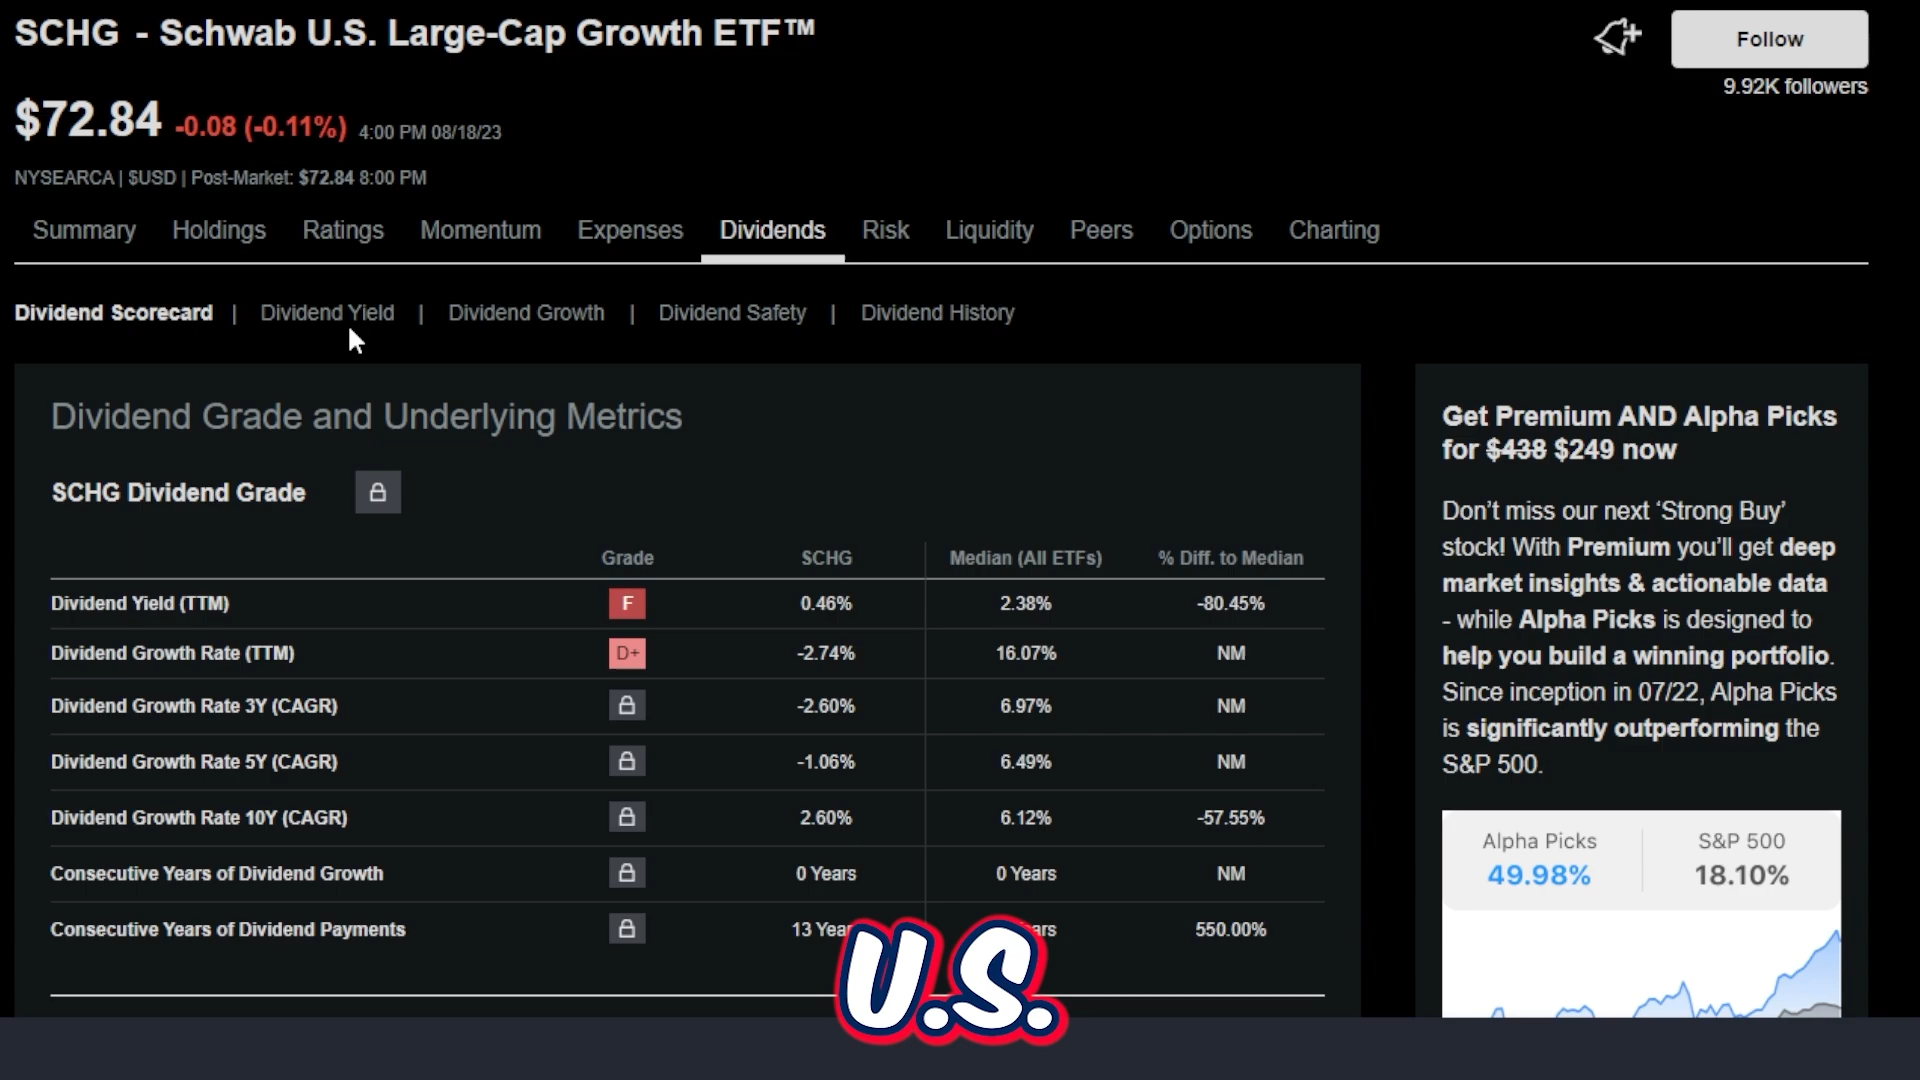 SCHG - Schwab U.S. Large-Cap Growth ETF™
Follow
9.92K followers
$72.84 -0.08 (-0.11%) 4:00 PM 08/18/23
NYSEARCA | $USD | Post-Market: $72.84 8:00 PM
Summary Holdings Ratings Momentum Expenses Dividends Risk Liquidity Peers Options Charting
Dividend Scorecard | Dividend Yield | Dividend Growth | Dividend Safety | Dividend History
Dividend Grade and Underlying Metrics
SCHG Dividend Grade
Grade SCHG Median (All ETFs) % Diff. to Median
Dividend Yield (TTM) F 0.46% 2.38% -80.45%
Dividend Growth Rate (TTM) D+ -2.74% 16.07% NM
Dividend Growth Rate 3Y (CAGR) -2.60% 6.97% NM
Dividend Growth Rate 5Y (CAGR) -1.06% 6.49% NM
Dividend Growth Rate 10Y (CAGR) 2.60% 6.12% -57.55%
Consecutive Years of Dividend Growth 0 Years 0 Years NM
Consecutive Years of Dividend Payments 13 550.00%
U.S.
Get Premium AND Alpha Picks
for $438 $249 now
Don't miss our next ‘Strong Buy’
stock! With Premium you'll get deep
market insights & actionable data
- while Alpha Picks is designed to
help you build a winning portfolio.
Since inception in 07/22, Alpha Picks
is significantly outperforming the
S&P 500.
Alpha Picks S&P 500
49.98% 18.10%